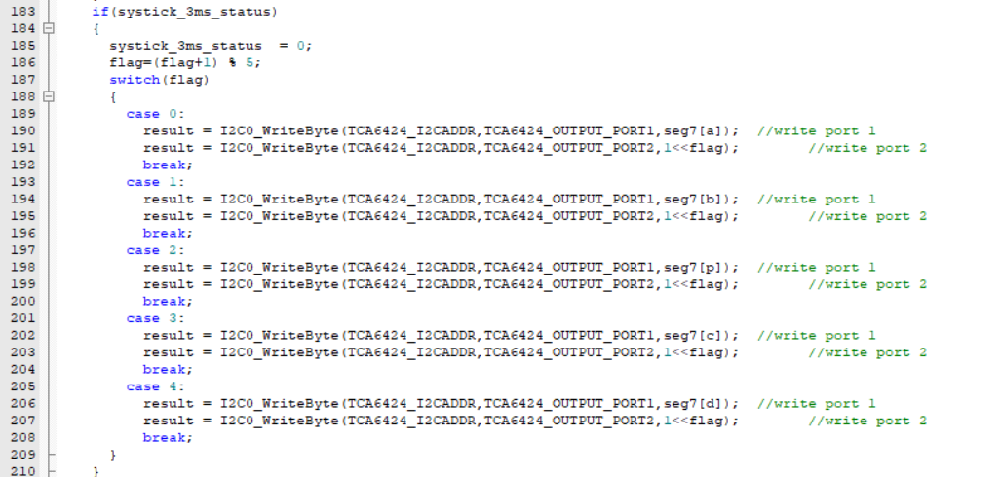 183 if(systick_3ms_status)
184 {
185 systick_3ms_status  = 0;
186 flag=(flag+1) % 5;
187 switch(flag)
188 {
189 case 0:
190 result = I2C0_WriteByte(TCA6424_I2CADDR,TCA6424_OUTPUT_PORT1,seg7[a]);  //write port 1
191 result = I2C0_WriteByte(TCA6424_I2CADDR,TCA6424_OUTPUT_PORT2,1<<flag);        //write port 2
192 break;
193 case 1:
194 result = I2C0_WriteByte(TCA6424_I2CADDR,TCA6424_OUTPUT_PORT1,seg7[b]);  //write port 1
195 result = I2C0_WriteByte(TCA6424_I2CADDR,TCA6424_OUTPUT_PORT2,1<<flag);        //write port 2
196 break;
197 case 2:
198 result = I2C0_WriteByte(TCA6424_I2CADDR,TCA6424_OUTPUT_PORT1,seg7[p]);  //write port 1
199 result = I2C0_WriteByte(TCA6424_I2CADDR,TCA6424_OUTPUT_PORT2,1<<flag);        //write port 2
200 break;
201 case 3:
202 result = I2C0_WriteByte(TCA6424_I2CADDR,TCA6424_OUTPUT_PORT1,seg7[c]);  //write port 1
203 result = I2C0_WriteByte(TCA6424_I2CADDR,TCA6424_OUTPUT_PORT2,1<<flag);        //write port 2
204 break;
205 case 4:
206 result = I2C0_WriteByte(TCA6424_I2CADDR,TCA6424_OUTPUT_PORT1,seg7[d]);  //write port 1
207 result = I2C0_WriteByte(TCA6424_I2CADDR,TCA6424_OUTPUT_PORT2,1<<flag);        //write port 2
208 break;
209 }
210 }